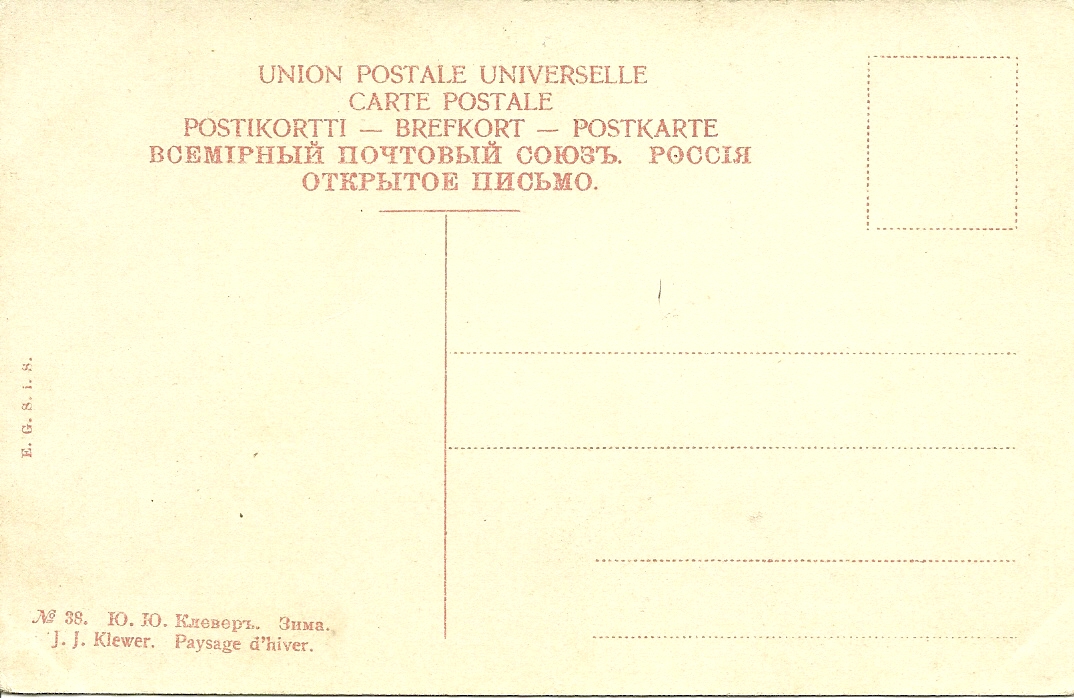 UNION POSTALE UNIVERSELLE
CARTE POSTALE
POSTIKORTTI — BREFKORT — POSTKARTE
ВСЕМІРНЫЙ ПОЧТОВЫЙ СОЮЗЪ. РѲССІЯ
ОТКРЫТОЕ ПИСЬМО.
E. G. S. i. S.
№ 38. Ю. Ю. Клеверъ. Зима.
J. J. Klewer. Paysage d'hiver.